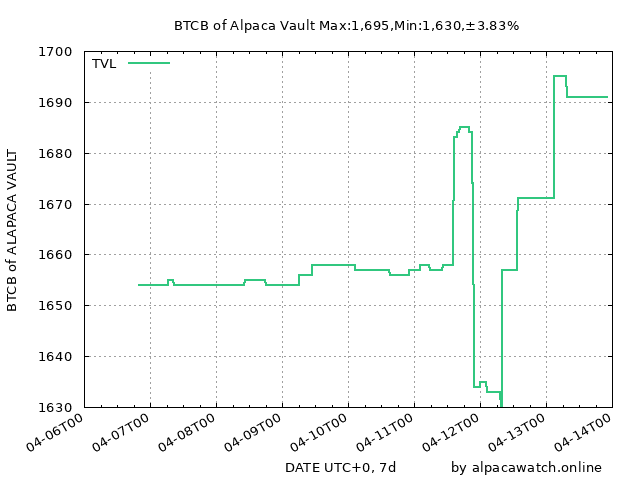 BTCB of Alpaca Vault Max:1,695,Min:1,630,±3.83%
TVL
1700
1690
1680
1670
1660
1650
1640
1630
BTCB of ALAPACA VAULT
04-06T00
04-07T00
04-08T00
04-09T00
04-10T00
04-11T00
04-12T00
04-13T00
04-14T00
DATE UTC+0, 7d
by alpacawatch.online